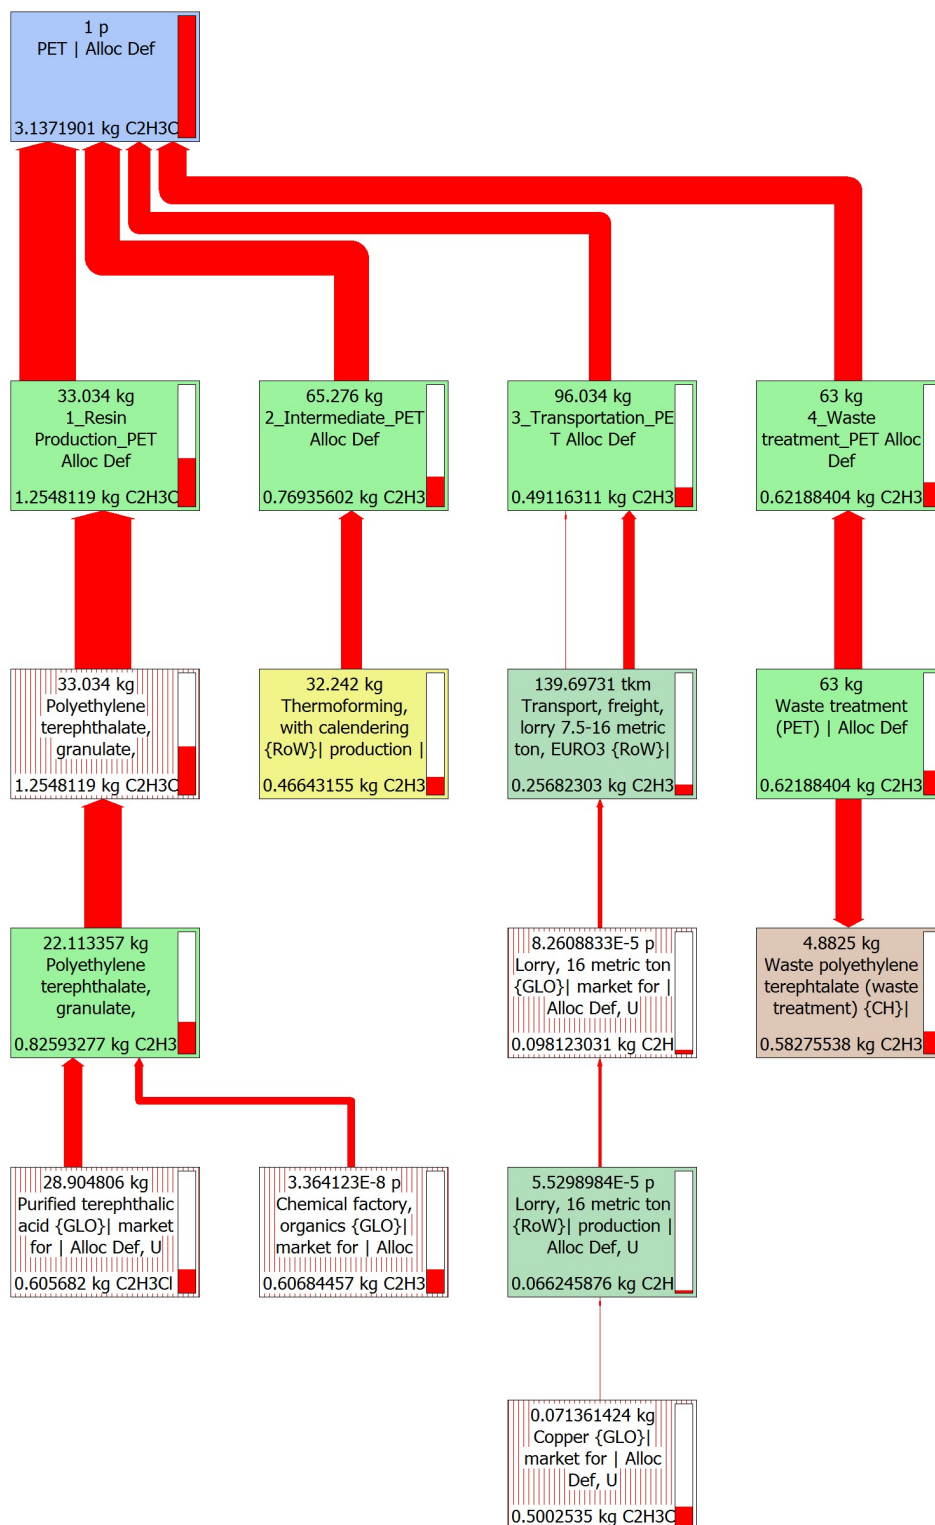 1 p
PET | Alloc Def
3.1371901 kg C2H3C
33.034 kg
1_Resin
Production_PET
Alloc Def
1.2548119 kg C2H3C
65.276 kg
2_Intermediate_PET
Alloc Def
0.76935602 kg C2H3
96.034 kg
3_Transportation_PE
T Alloc Def
0.49116311 kg C2H3
63 kg
4_Waste
treatment_PET Alloc
Def
0.62188404 kg C2H3
33.034 kg
Polyethylene
terephthalate,
granulate,
1.2548119 kg C2H3C
32.242 kg
Thermoforming,
with calendering
{RoW}| production |
0.46643155 kg C2H3
139.69731 tkm
Transport, freight,
lorry 7.5-16 metric
ton, EURO3 {RoW}|
0.25682303 kg C2H3
63 kg
Waste treatment
(PET) | Alloc Def
0.62188404 kg C2H3
22.113357 kg
Polyethylene
terephthalate,
granulate,
0.82593277 kg C2H3
8.2608833E-5 p
Lorry, 16 metric ton
{GLO}| market for |
Alloc Def, U
0.098123031 kg C2H
4.8825 kg
Waste polyethylene
terephtalate (waste
treatment) {CH}|
0.58275538 kg C2H3
28.904806 kg
Purified terephthalic
acid {GLO}| market
for | Alloc Def, U
0.605682 kg C2H3Cl
3.364123E-8 p
Chemical factory,
organics {GLO}|
market for | Alloc
0.60684457 kg C2H3
5.5298984E-5 p
Lorry, 16 metric ton
{RoW}| production |
Alloc Def, U
0.066245876 kg C2H
0.071361424 kg
Copper {GLO}|
market for | Alloc
Def, U
0.5002535 kg C2H3C